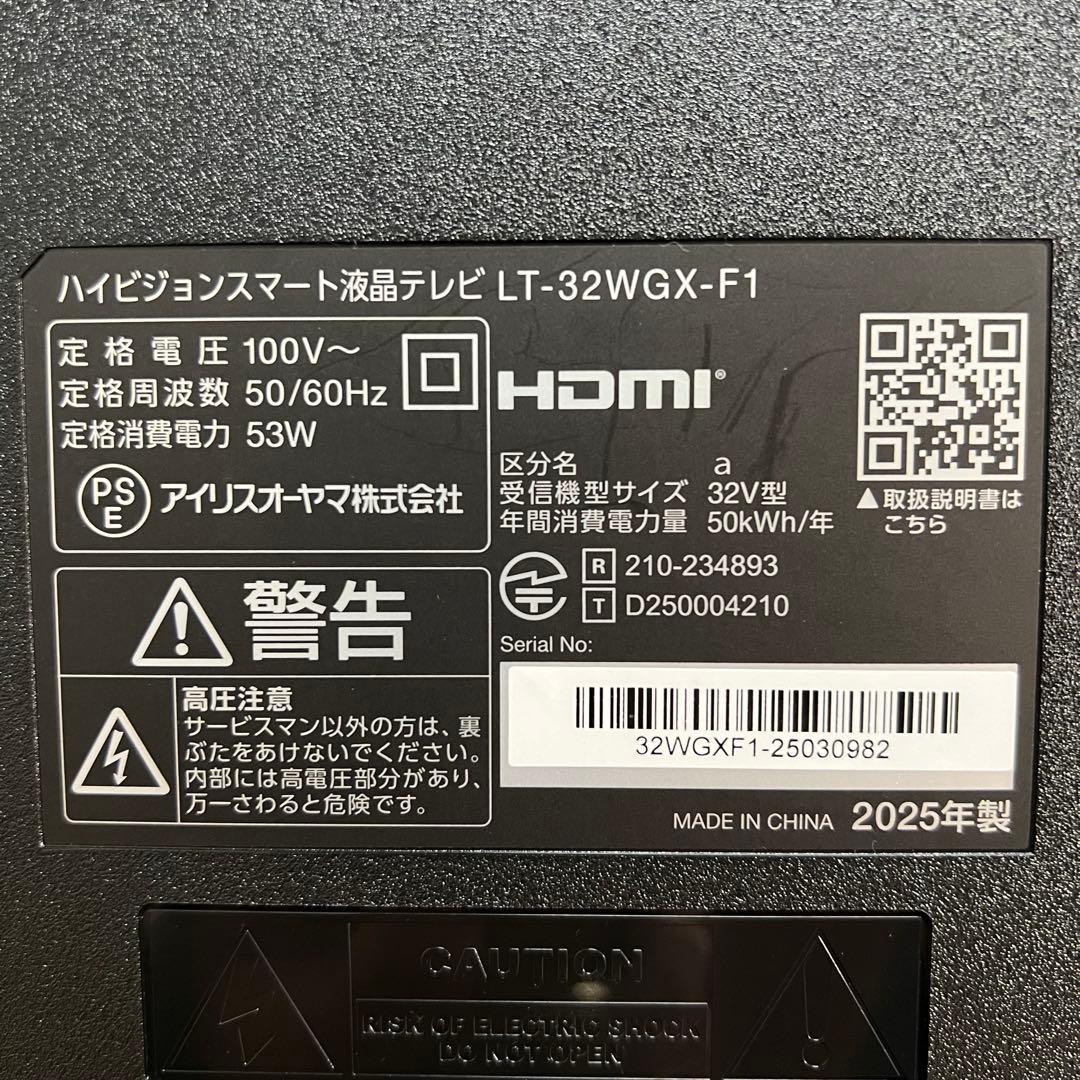 ハイビジョンスマート液晶テレビ LT-32WGX-F1
定格電圧 100V～
定格周波数 50/60Hz
定格消費電力 53W
PSE アイリスオーヤマ株式会社
HDMI®
区分名 a
受信機型サイズ 32V型
年間消費電力量 50kWh/年
▲取扱説明書は
こちら
R 210-234893
T D250004210
Serial No:
32WGXF1-25030982
MADE IN CHINA 2025年製
警告
高圧注意
サービスマン以外の方は、裏
ぶたをあけないでください。
内部には高電圧部分があり、
万一さわると危険です。
CAUTION
RISK OF ELECTRIC SHOCK
DO NOT OPEN